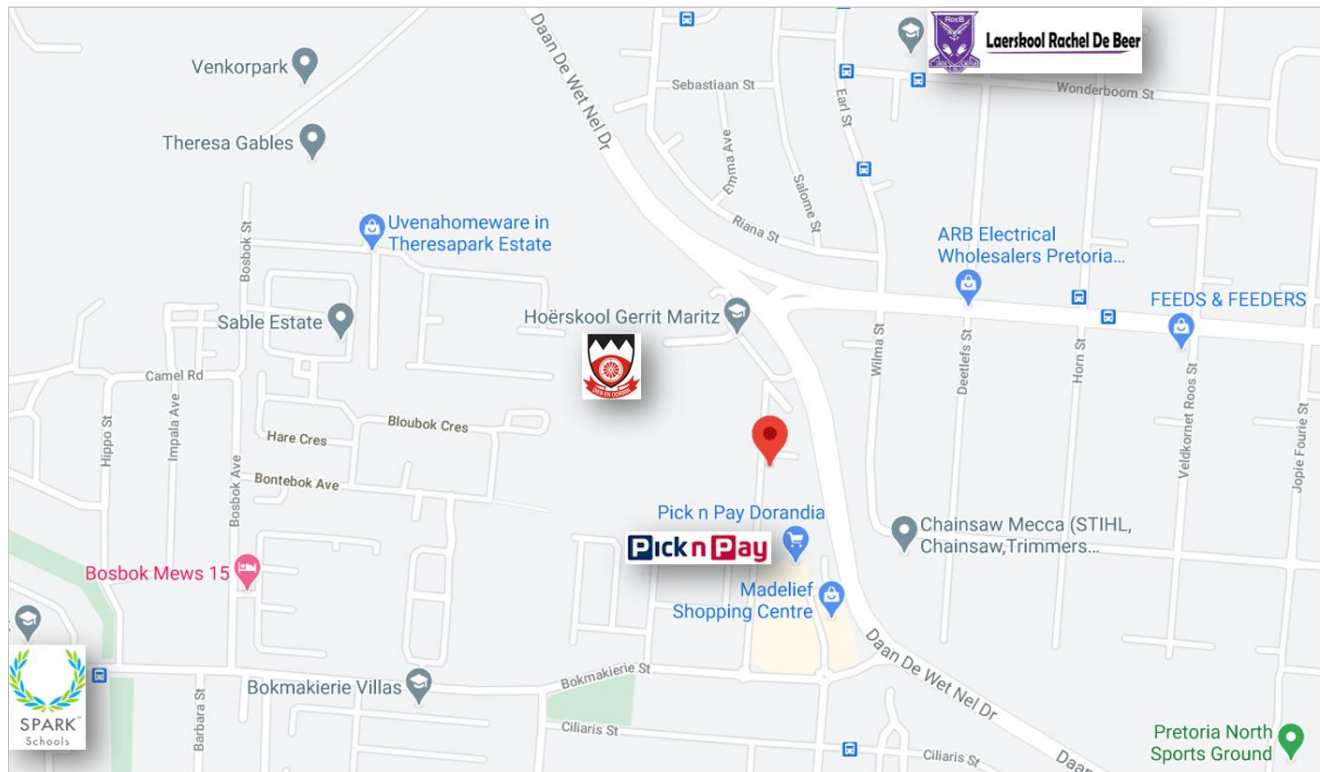 RDEB
Laerskool Rachel De Beer
Venkorpark
Daan De Wet Nel Dr
Sebastiaan St
Earl St
Wonderboom St
Theresa Gables
Emma Ave
Salome St
Riana St
Bosbok St
Uvenahomeware in
Theresapark Estate
ARB Electrical
Wholesalers Pretoria...
FEEDS & FEEDERS
Sable Estate
Hoërskool Gerrit Maritz
Wilma St
Deetlefs St
Horn St
Camel Rd
Hippo St
Impala Ave
Bloubok Cres
Hare Cres
Veldkornet Roos St
Jopie Fourie St
Bosbok Ave
Bontebok Ave
Pick n Pay Dorandia
Pick n Pay
Chainsaw Mecca (STIHL,
Chainsaw,Trimmers...
Bosbok Mews 15
Madelief
Shopping Centre
Daan De Wet Nel Dr
SPARK
Schools
Bokmakierie St
Bokmakierie Villas
Barbara St
Ciliaris St
Ciliaris St
Daan
Pretoria North
Sports Ground